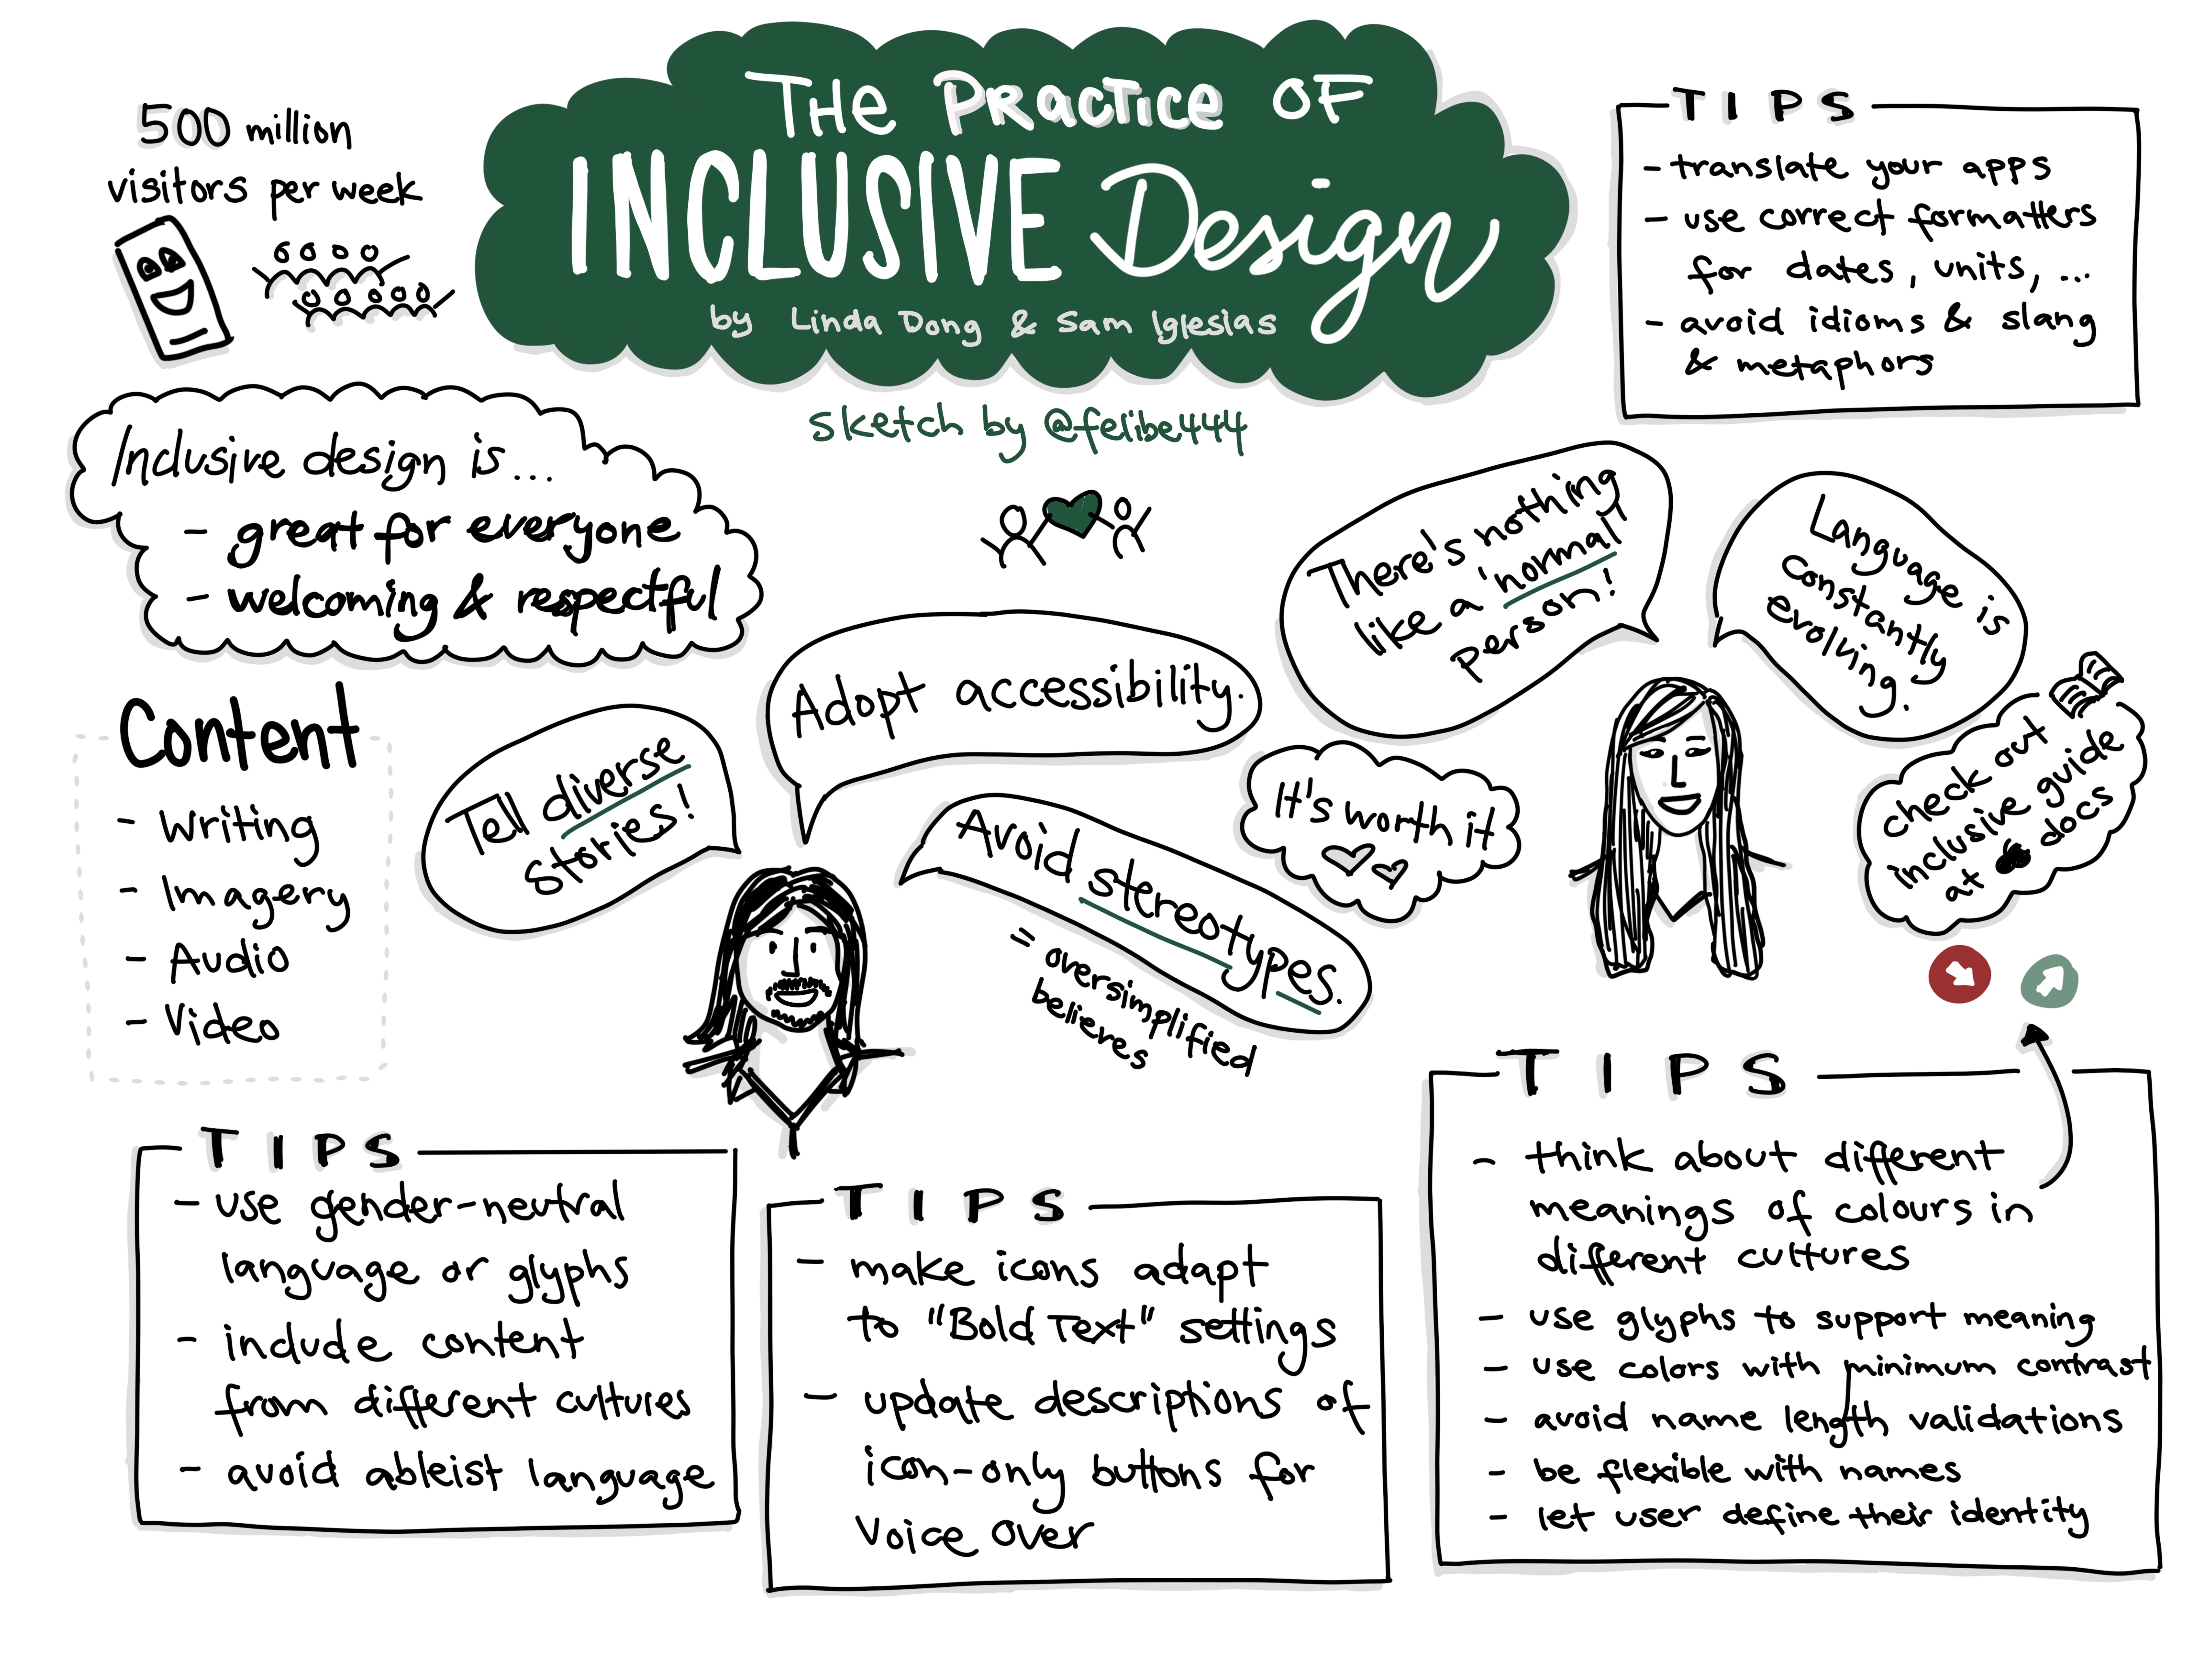 THE PRACTICE OF
INCLUSIVE Design
by Linda Dong & Sam Iglesias
sketch by @felibe444
500 million
visitors per week
TIPS
- translate your apps
- use correct formatters
for dates, units, ...
- avoid idioms & slang
& metaphors
Inclusive design is...
- great for everyone
- welcoming & respectful
There's nothing
like a 'normal'
person!
Language is
constantly
evolving.
Adopt accessibility.
Tell diverse
stories!
Avoid stereotypes.
= oversimplified
believes
It's worth it
check out
inclusive guide
at docs
Content
- Writing
- Imagery
- Audio
- Video
TIPS
- use gender-neutral
language or glyphs
- include content
from different cultures
- avoid ableist language
TIPS
- make icons adapt
to "Bold Text" settings
- update descriptions of
icon-only buttons for
Voice Over
TIPS
- think about different
meanings of colours in
different cultures
- use glyphs to support meaning
- use colors with minimum contrast
- avoid name length validations
- be flexible with names
- let user define their identity